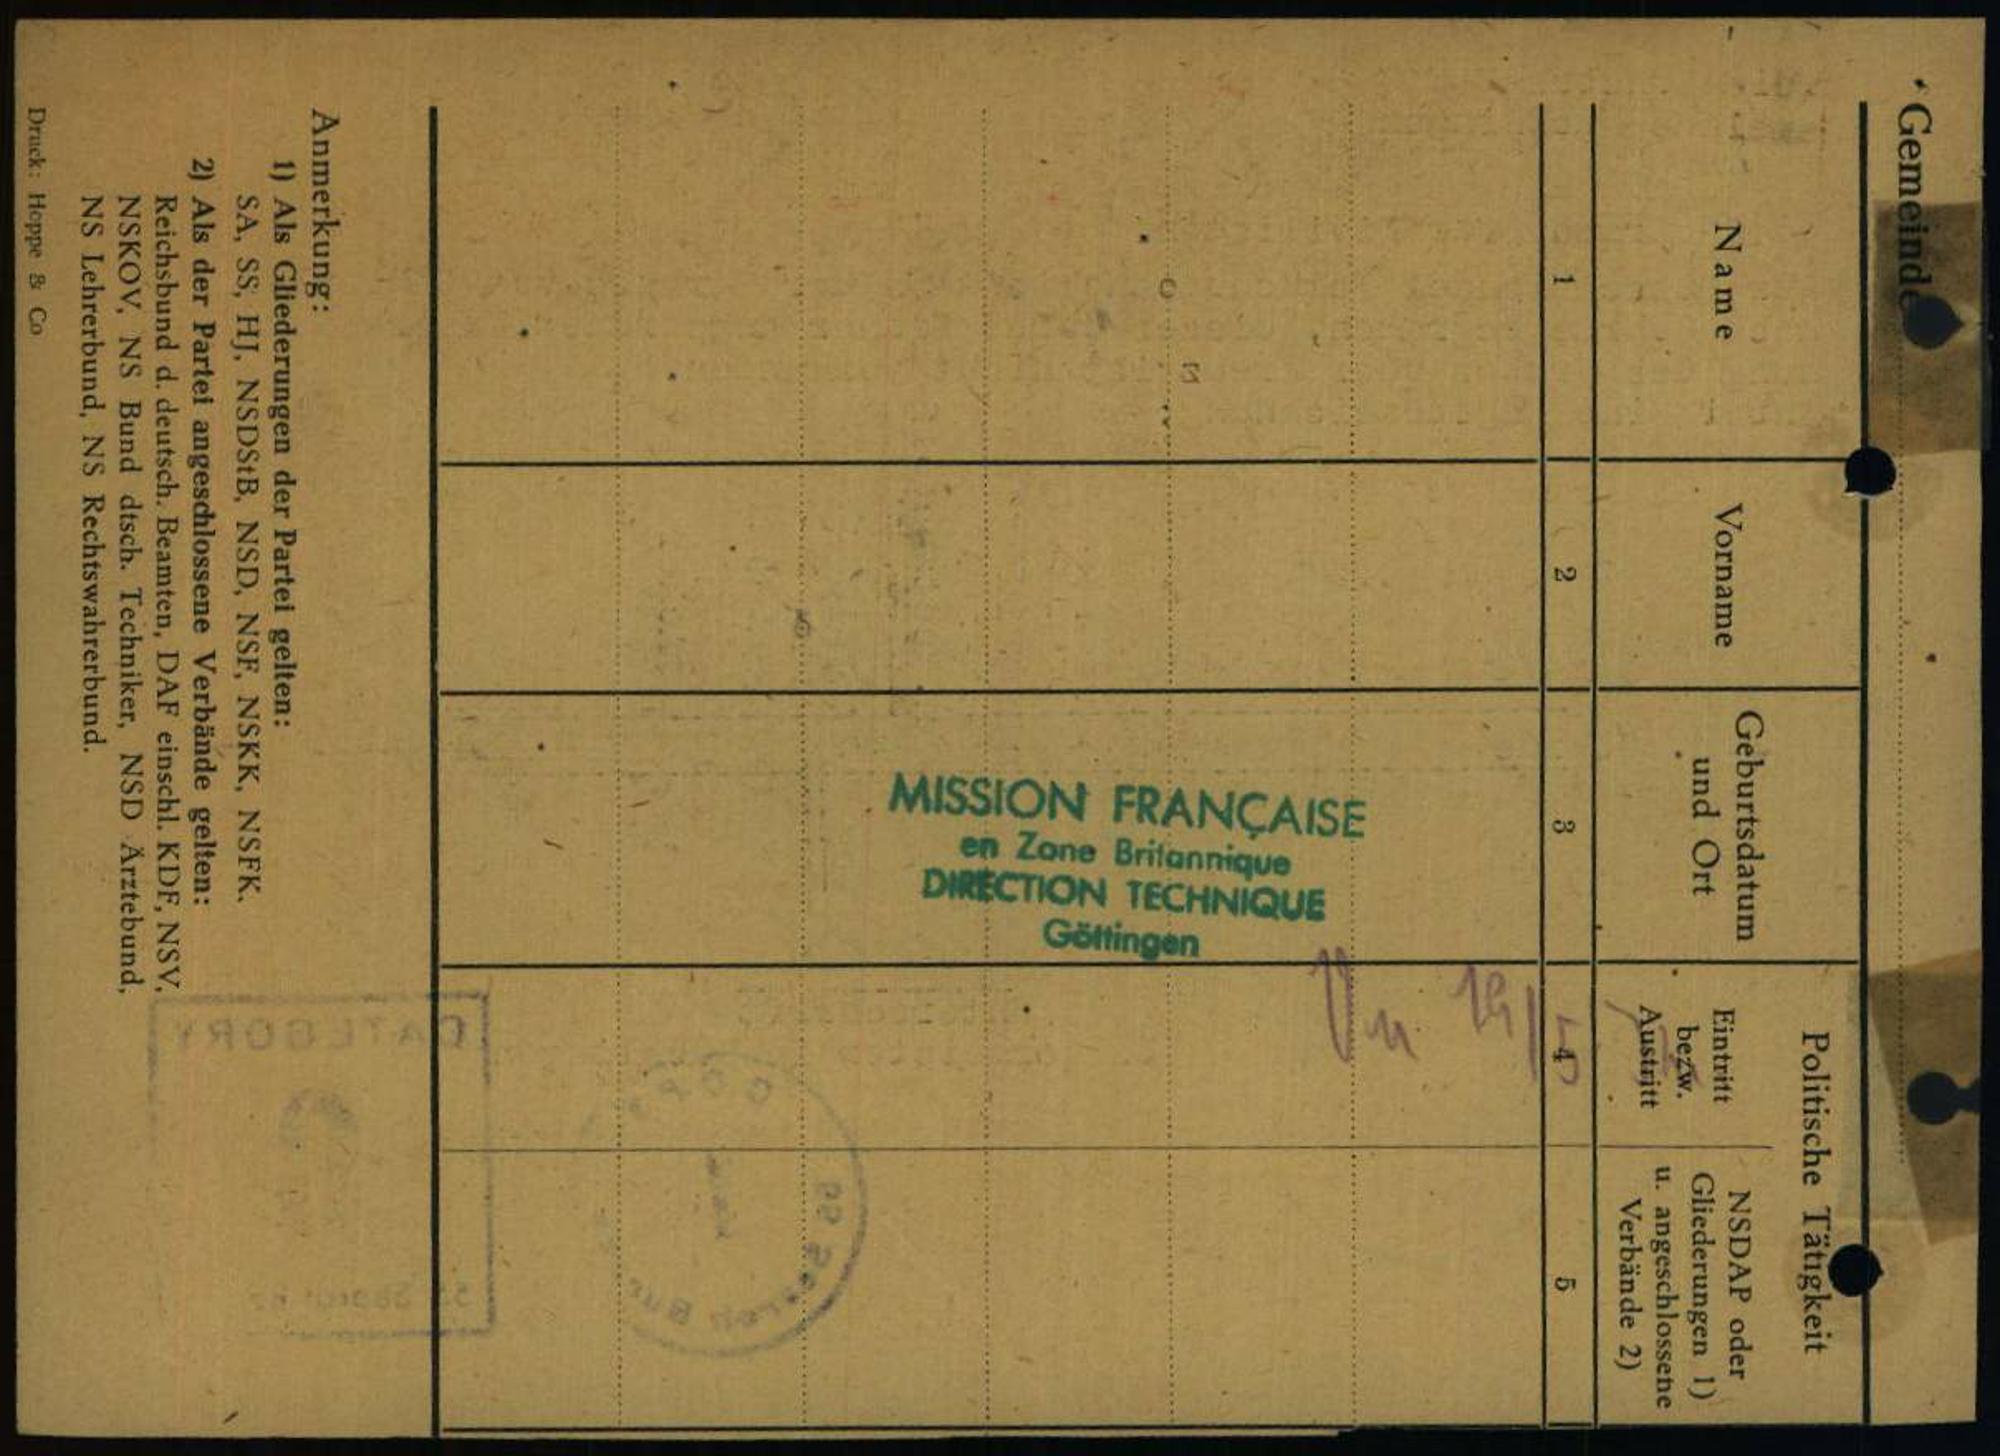 Gemeinde
Politische Tätigkeit
Name
Vorname
Geburtsdatum
und Ort
Eintritt
bezw.
Austritt
NSDAP oder
Gliederungen 1)
u. angeschlossene
Verbände 2)
1 2 3 4 5
MISSION FRANÇAISE
en Zone Britannique
DIRECTION TECHNIQUE
Göttingen
Anmerkung:
1) Als Gliederungen der Partei gelten:
SA, SS, HJ, NSDStB, NSD, NSF, NSKK, NSFK.
2) Als der Partei angeschlossene Verbände gelten:
Reichsbund d. deutsch. Beamten, DAF einschl. KDF, NSV,
NSKOV, NS Bund dtsch. Techniker, NSD Ärztebund,
NS Lehrerbund, NS Rechtswahrerbund.
Druck: Hoppe & Co
CATEGORY